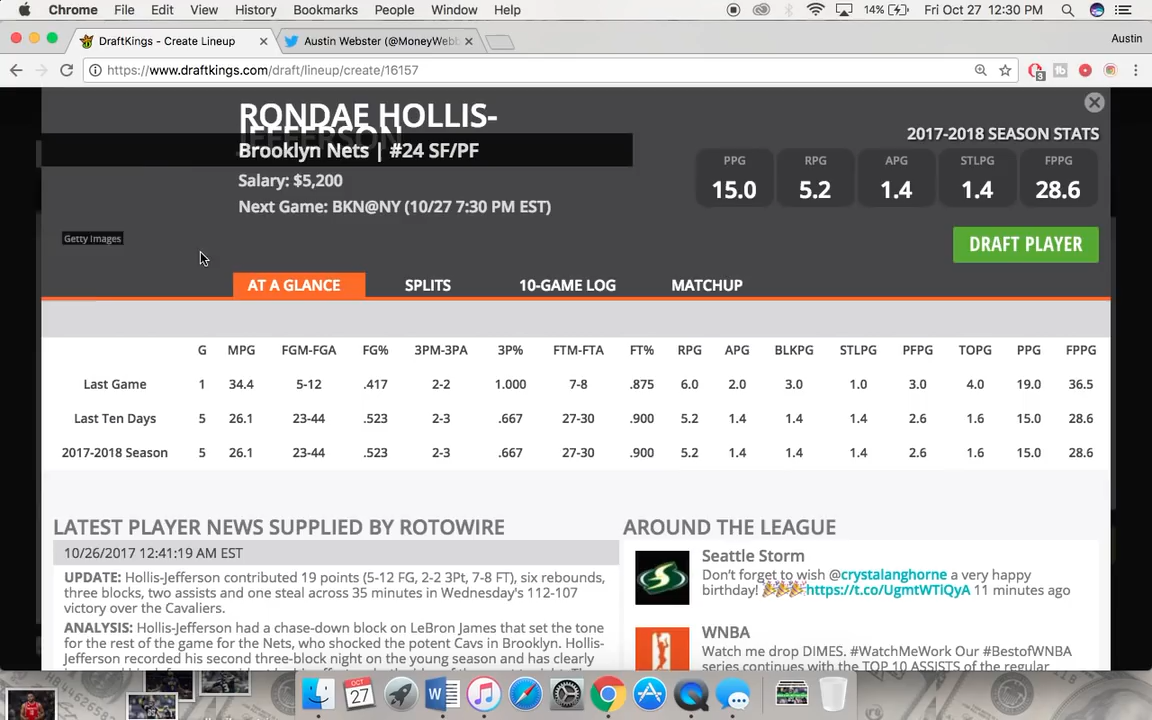 Chrome File Edit View History Bookmarks People Window Help 14% Fri Oct 27 12:30 PM
DraftKings - Create Lineup Austin Webster (@MoneyWebb Austin
https://www.draftkings.com/draft/lineup/create/16157 3
RONDAE HOLLIS-
JEFFERSON
Brooklyn Nets | #24 SF/PF
Salary: $5,200
Next Game: BKN@NY (10/27 7:30 PM EST)
Getty Images
2017-2018 SEASON STATS
PPG RPG APG STLPG FPPG
15.0 5.2 1.4 1.4 28.6
DRAFT PLAYER
AT A GLANCE SPLITS 10-GAME LOG MATCHUP
G MPG FGM-FGA FG% 3PM-3PA 3P% FTM-FTA FT% RPG APG BLKPG STLPG PFPG TOPG PPG FPPG
Last Game 1 34.4 5-12 .417 2-2 1.000 7-8 .875 6.0 2.0 3.0 1.0 3.0 4.0 19.0 36.5
Last Ten Days 5 26.1 23-44 .523 2-3 .667 27-30 .900 5.2 1.4 1.4 1.4 2.6 1.6 15.0 28.6
2017-2018 Season 5 26.1 23-44 .523 2-3 .667 27-30 .900 5.2 1.4 1.4 1.4 2.6 1.6 15.0 28.6
LATEST PLAYER NEWS SUPPLIED BY ROTOWIRE
10/26/2017 12:41:19 AM EST
UPDATE: Hollis-Jefferson contributed 19 points (5-12 FG, 2-2 3Pt, 7-8 FT), six rebounds,
three blocks, two assists and one steal across 35 minutes in Wednesday's 112-107
victory over the Cavaliers.
ANALYSIS: Hollis-Jefferson had a chase-down block on LeBron James that set the tone
for the rest of the game for the Nets, who shocked the potent Cavs in Brooklyn. Hollis-
Jefferson recorded his second three-block night on the young season and has clearly
AROUND THE LEAGUE
Seattle Storm
Don't forget to wish @crystalanghorne a very happy
birthday! 🎉🎉🎉https://t.co/UgmtWTlQyA 11 minutes ago
WNBA
Watch me drop DIMES. #WatchMeWork Our #BestofWNBA
series continues with the TOP 10 ASSISTS of the regular
OCT
27